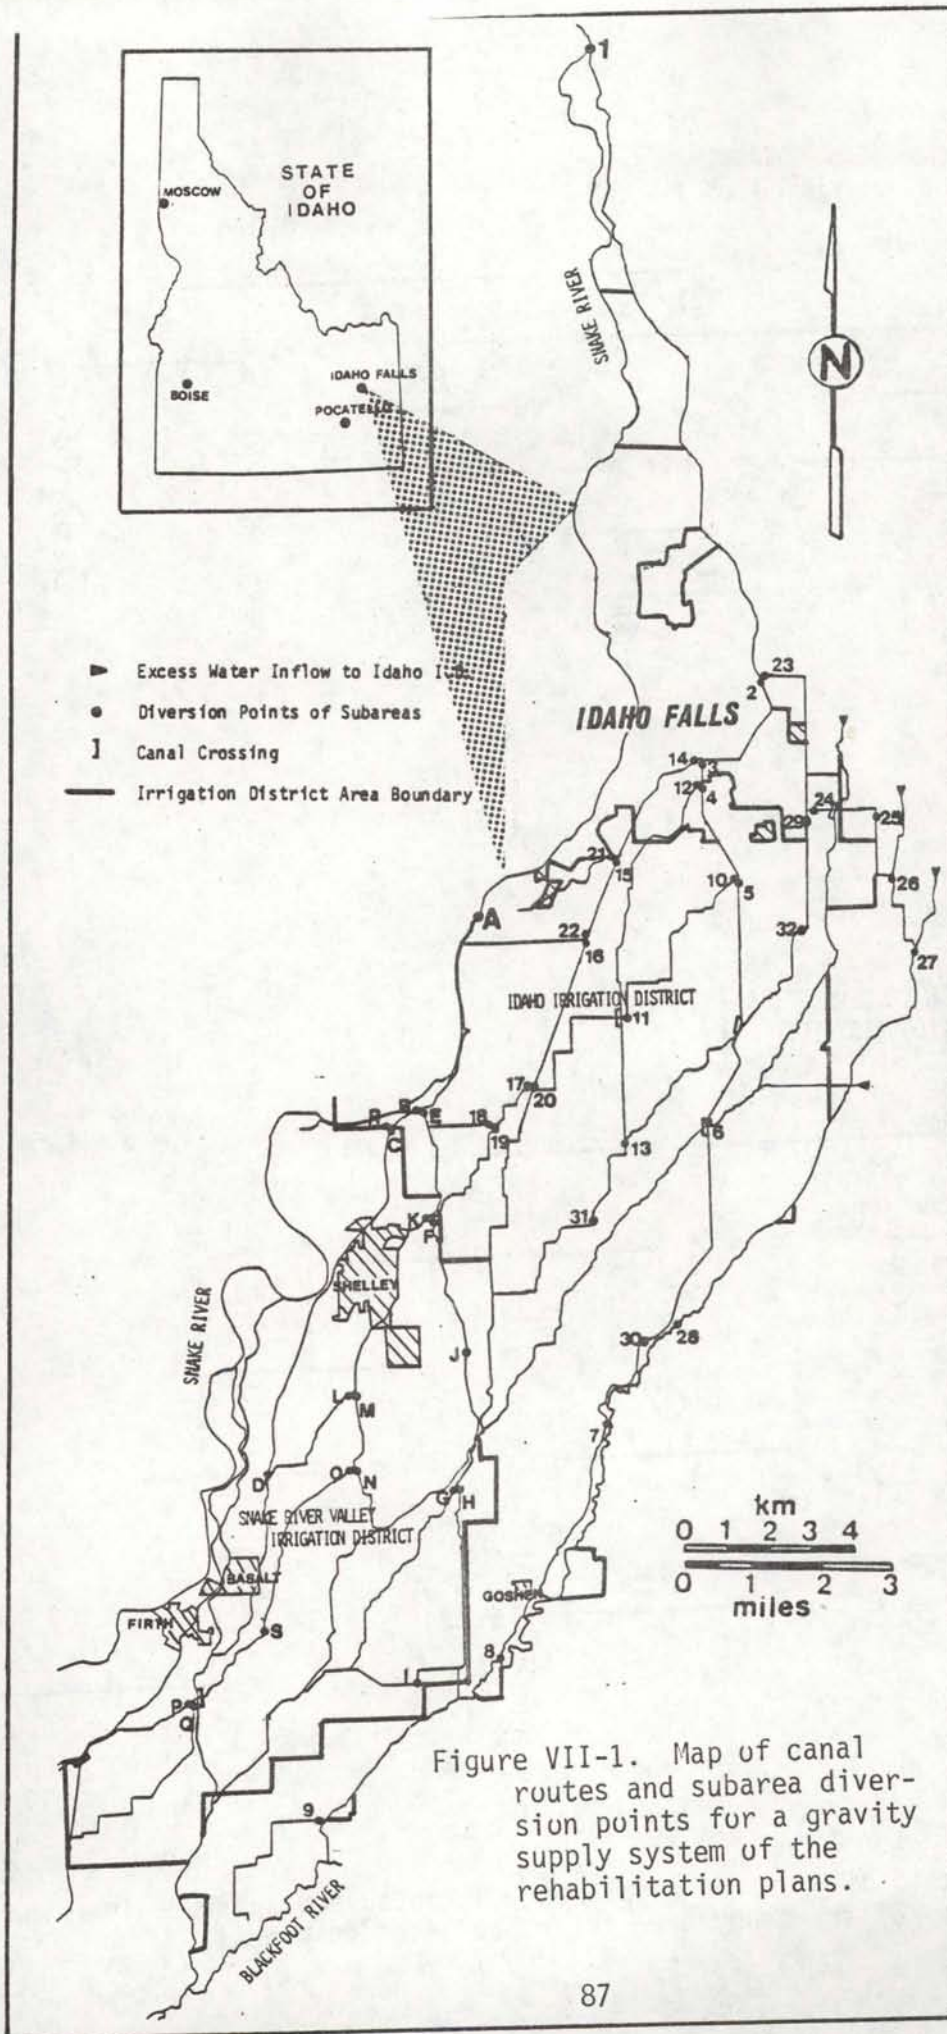 1
STATE
OF
IDAHO
MOSCOW
BOISE
IDAHO FALLS
POCATELLO
SNAKE RIVER
N
Excess Water Inflow to Idaho I.D.
Diversion Points of Subareas
Canal Crossing
Irrigation District Area Boundary
23
2
IDAHO FALLS
14
3
12
4
24
29
25
21
15
10
5
26
A
22
16
32
27
IDAHO IRRIGATION DISTRICT
11
17
20
B
E
R
C
18
19
6
13
K
F
31
SHELLEY
SNAKE RIVER
28
30
J
L
M
7
D
O
N
G
H
SNAKE RIVER VALLEY
IRRIGATION DISTRICT
km
0 1 2 3 4
0 1 2 3
miles
BASALT
GOSHEN
FIRTH
S
8
I
P
Q
9
BLACKFOOT RIVER
Figure VII-1. Map of canal
routes and subarea diver-
sion points for a gravity
supply system of the
rehabilitation plans.
87